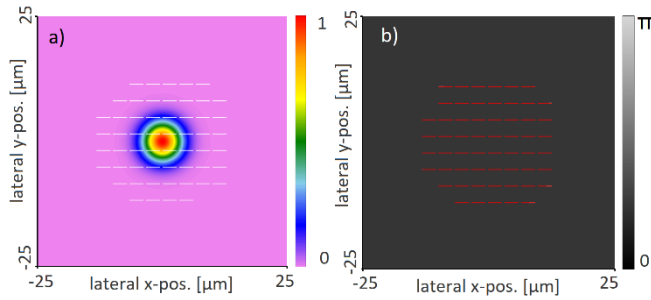 25
a)
1
lateral y-pos. [µm]
-25
0
-25
lateral x-pos. [µm]
25
25
b)
π
lateral y-pos. [µm]
-25
0
-25
lateral x-pos. [µm]
25